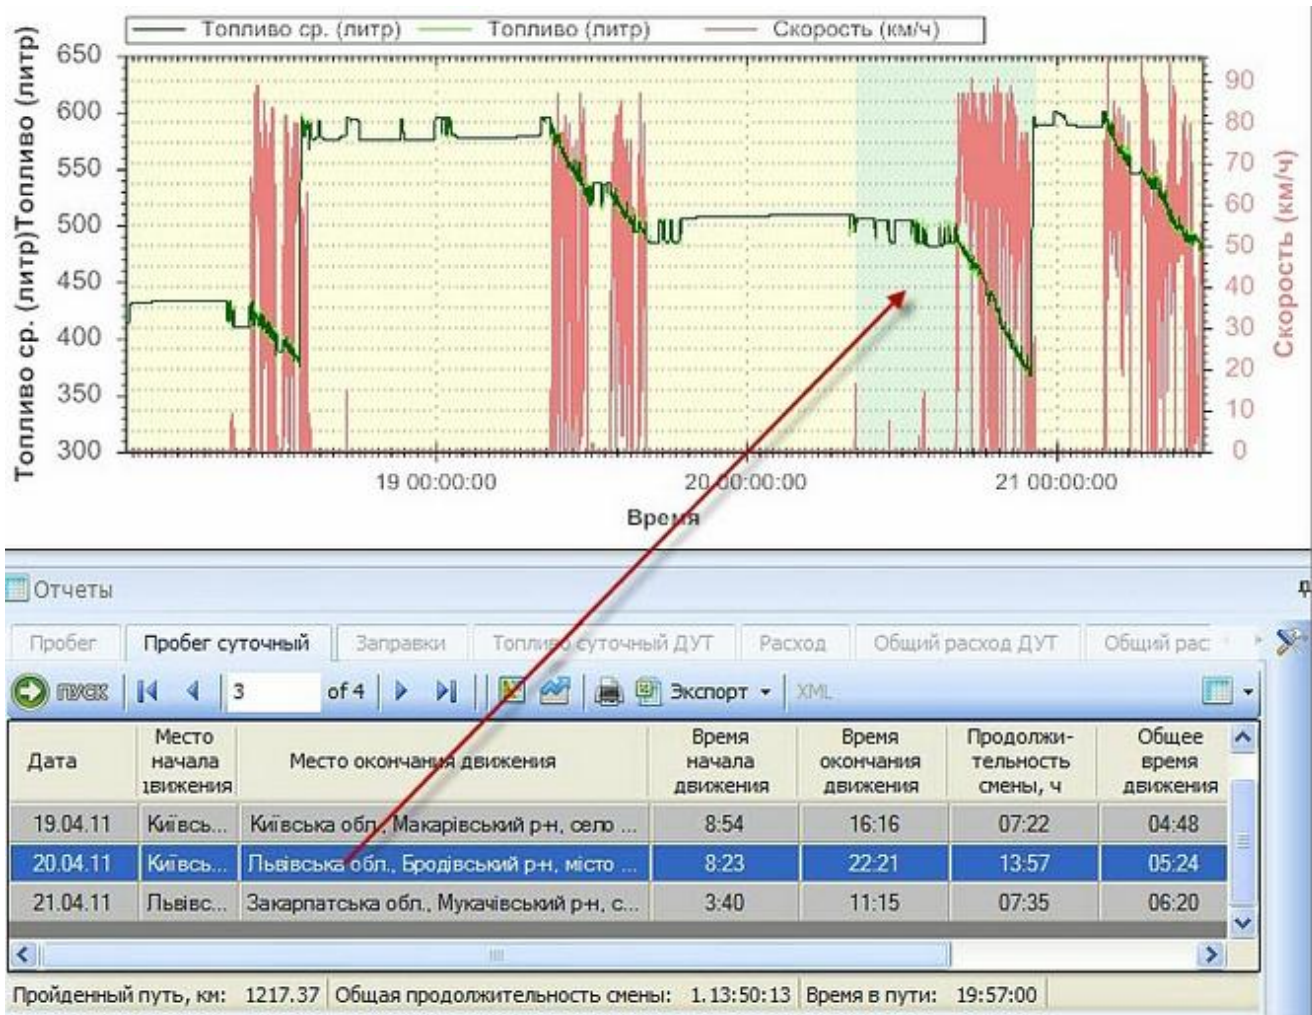 Топливо ср. (литр) Топливо (литр) Скорость (км/ч)
Топливо ср. (литр)Топливо (литр)
650
600
550
500
450
400
350
300
90
80
70
60
50
40
30
20
10
0
Скорость (км/ч)
19 00:00:00 20 00:00:00 21 00:00:00
Время
Отчеты
Пробег Пробег суточный Заправки Топливо суточный ДУТ Расход Общий расход ДУТ Общий рас
пуск 3 of 4 Экспорт XML
Дата Место начала движения Место окончания движения Время начала движения Время окончания движения Продолжи-тельность смены, ч Общее время движения
19.04.11 Київсь... Київська обл., Макарівський р-н, село ... 8:54 16:16 07:22 04:48
20.04.11 Київсь... Львівська обл., Бродівський р-н, місто ... 8:23 22:21 13:57 05:24
21.04.11 Львівс... Закарпатська обл., Мукачівський р-н, с... 3:40 11:15 07:35 06:20
Пройденный путь, км: 1217.37 Общая продолжительность смены: 1.13:50:13 Время в пути: 19:57:00